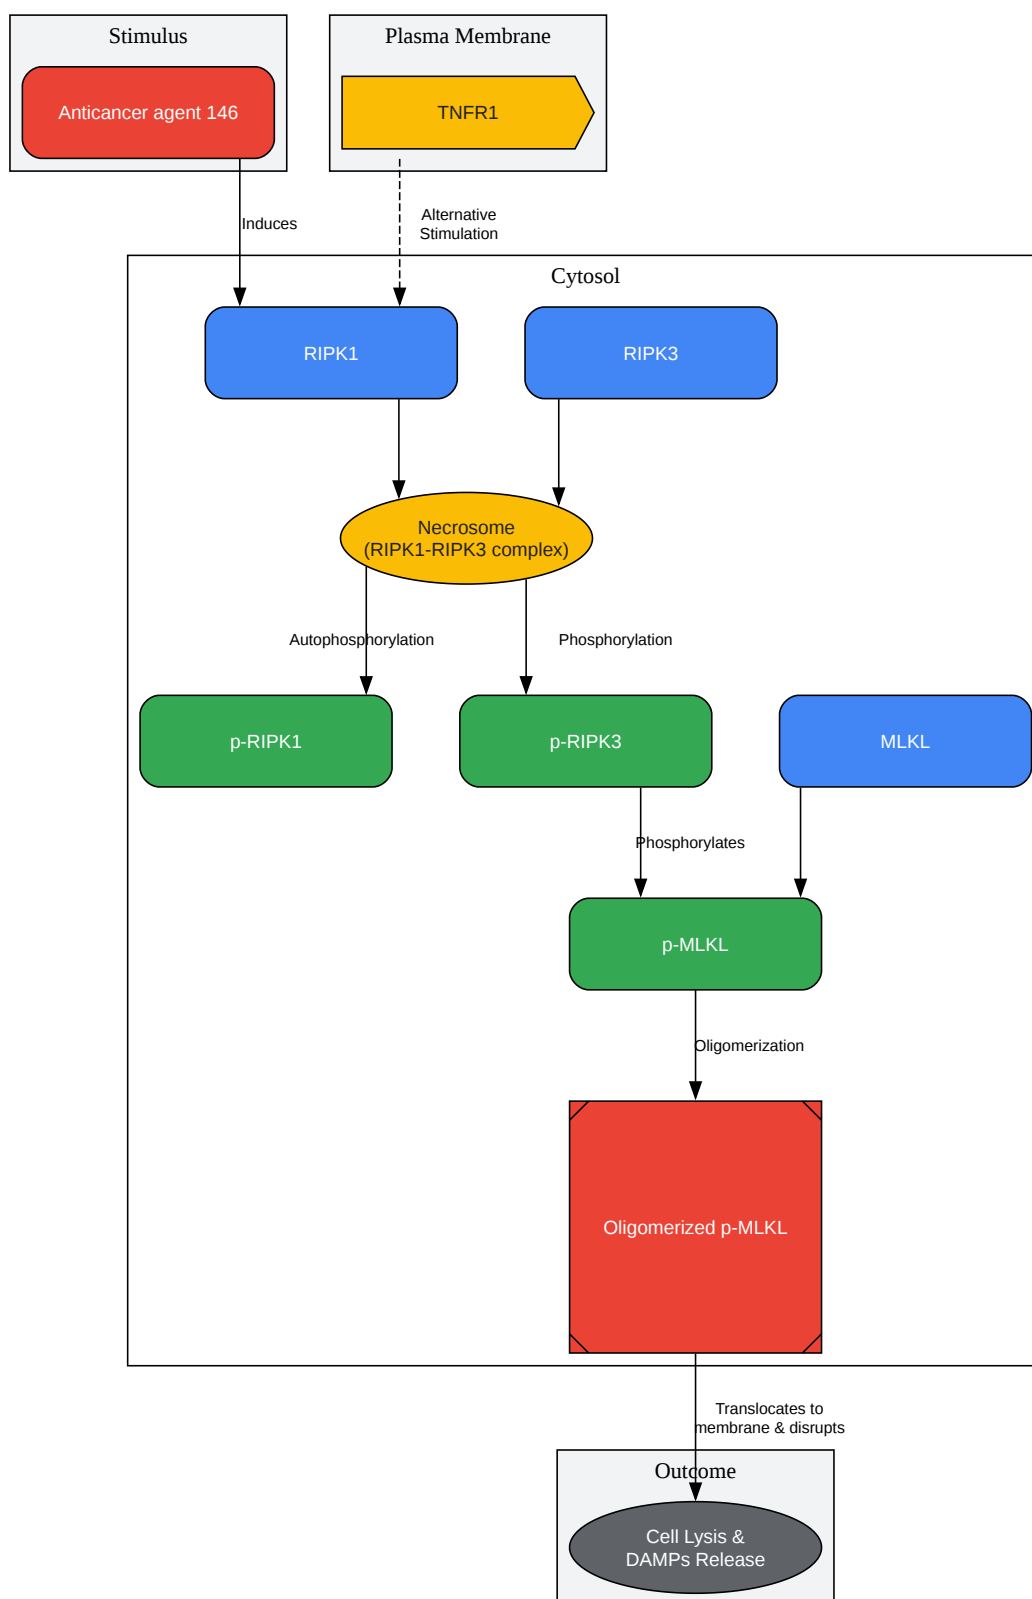 Stimulus
Plasma Membrane
Anticancer agent 146
TNFR1
Induces
Alternative
Stimulation
Cytosol
RIPK1
RIPK3
Necrosome
(RIPK1-RIPK3 complex)
Autophosphorylation
Phosphorylation
p-RIPK1
p-RIPK3
MLKL
Phosphorylates
p-MLKL
Oligomerization
Oligomerized p-MLKL
Translocates to
membrane & disrupts
Outcome
Cell Lysis &
DAMPs Release